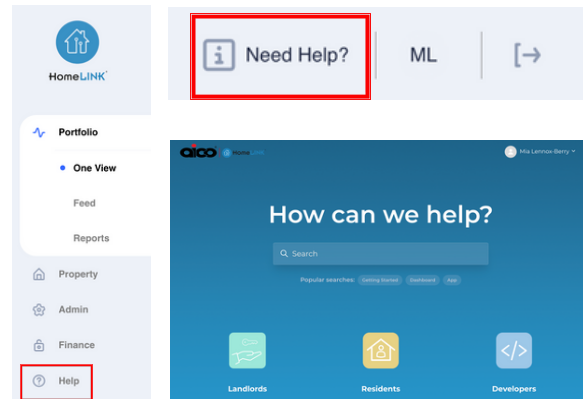 HomeLINK
Portfolio
One View
Feed
Reports
Property
Admin
Finance
Help
Need Help?
ML
aico HomeLINK
Mia Lennox-Berry
How can we help?
Search
Popular searches: Getting Started Dashboard App
Landlords
Residents
Developers